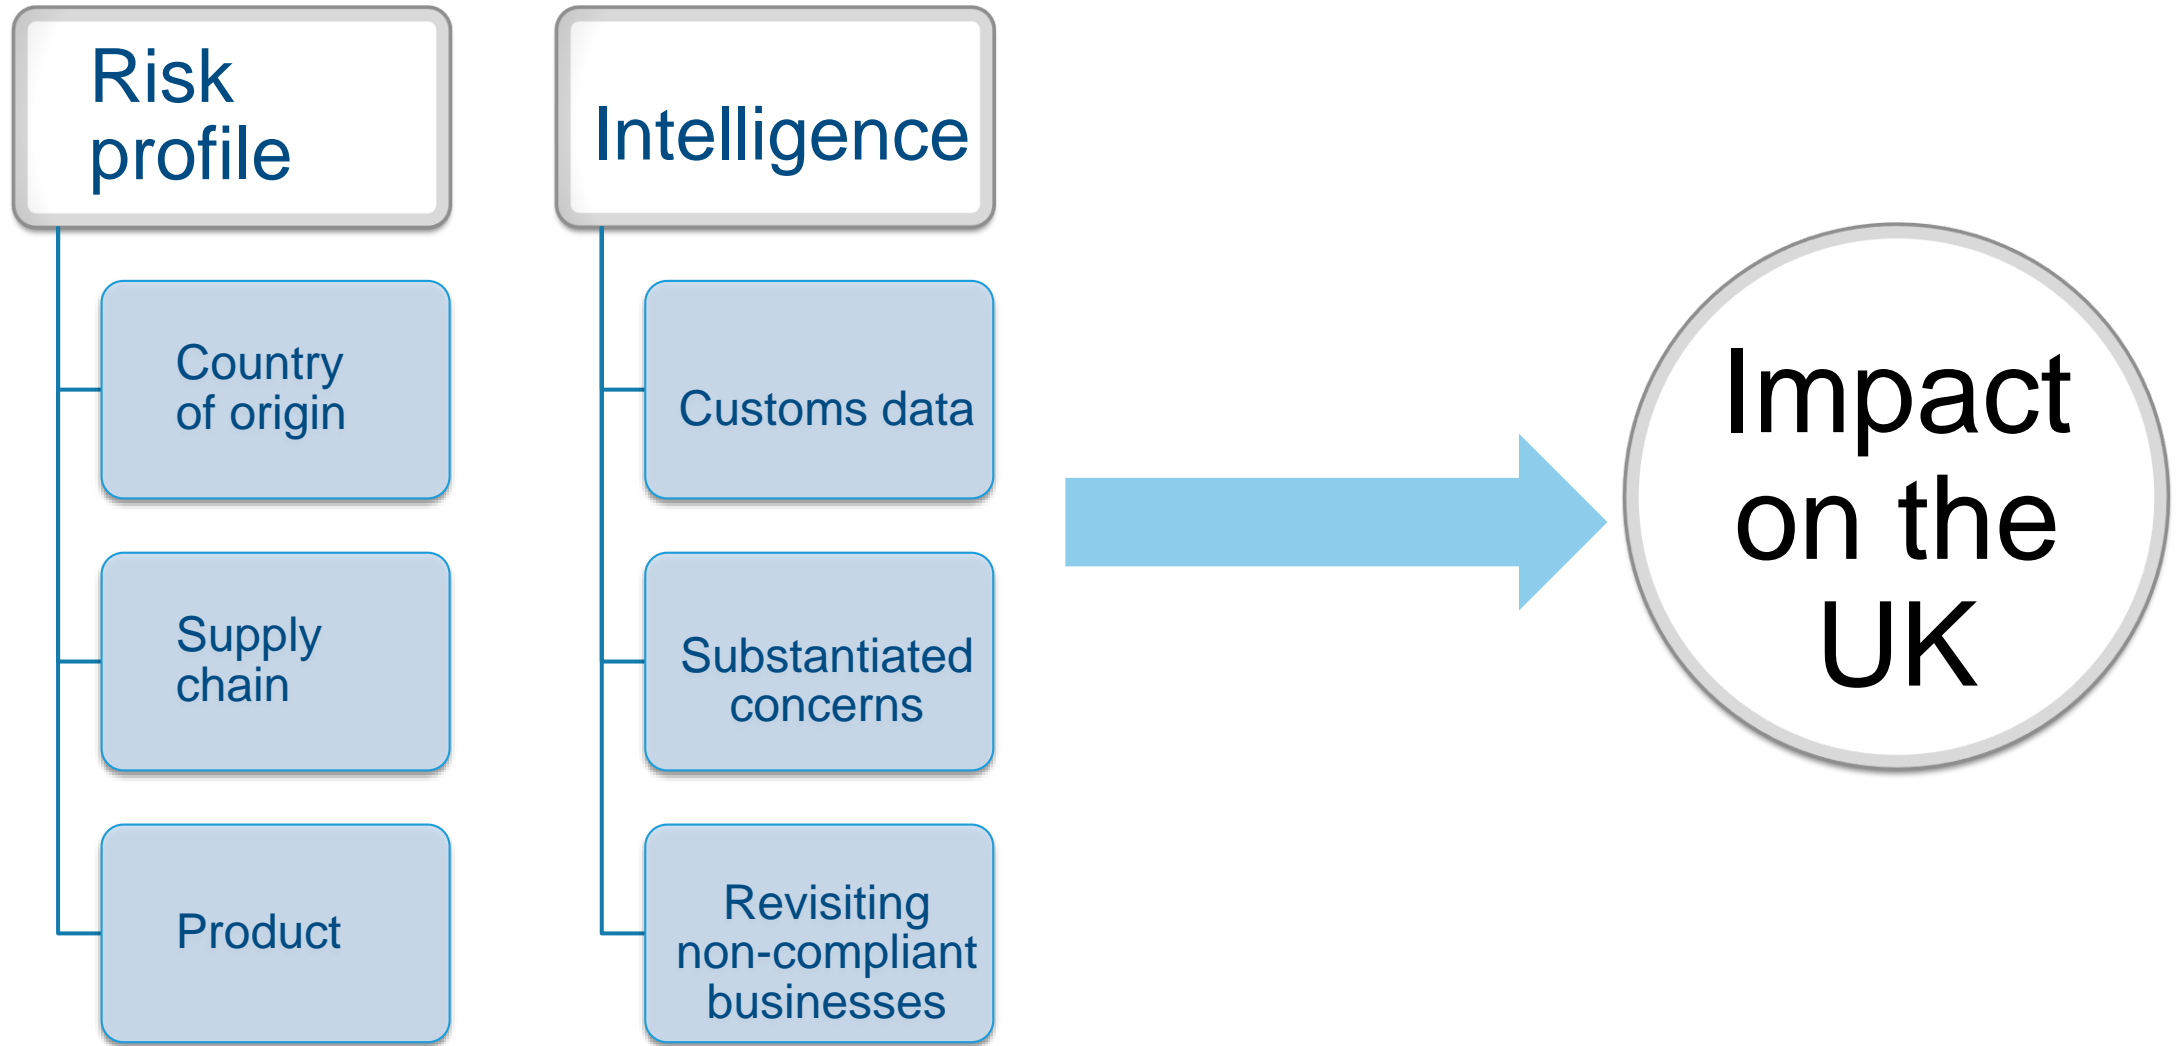 Risk
profile
Country
of origin
Supply
chain
Product
Intelligence
Customs data
Substantiated
concerns
Revisiting
non-compliant
businesses
Impact
on the
UK